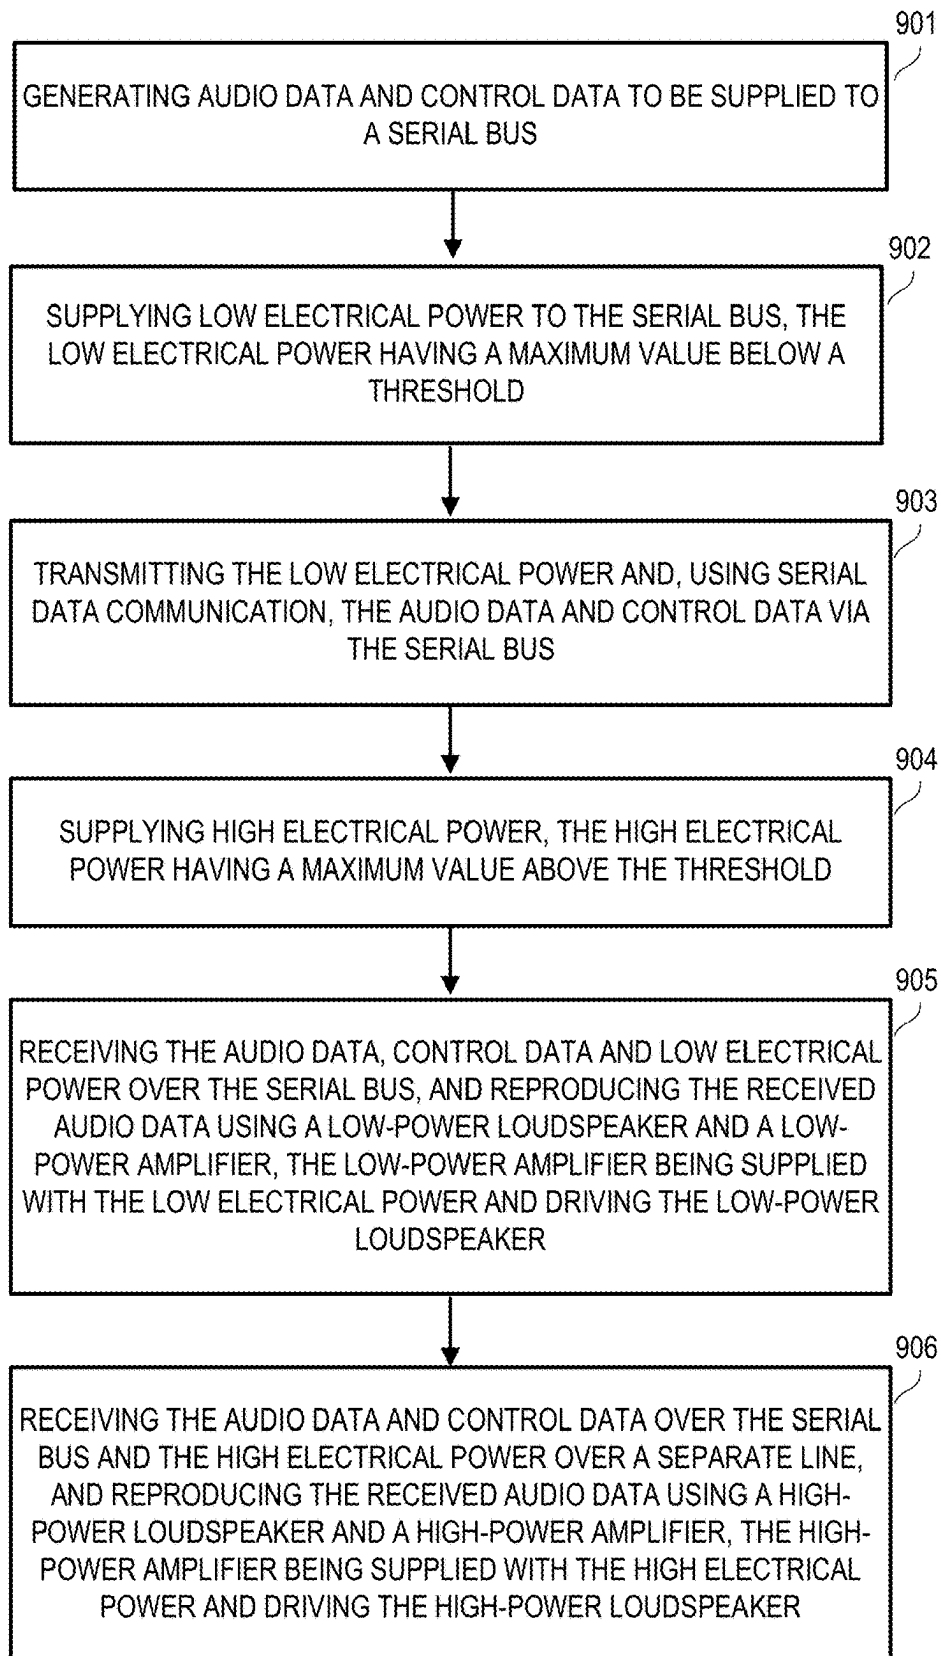 901
GENERATING AUDIO DATA AND CONTROL DATA TO BE SUPPLIED TO
A SERIAL BUS
902
SUPPLYING LOW ELECTRICAL POWER TO THE SERIAL BUS, THE
LOW ELECTRICAL POWER HAVING A MAXIMUM VALUE BELOW A
THRESHOLD
903
TRANSMITTING THE LOW ELECTRICAL POWER AND, USING SERIAL
DATA COMMUNICATION, THE AUDIO DATA AND CONTROL DATA VIA
THE SERIAL BUS
904
SUPPLYING HIGH ELECTRICAL POWER, THE HIGH ELECTRICAL
POWER HAVING A MAXIMUM VALUE ABOVE THE THRESHOLD
905
RECEIVING THE AUDIO DATA, CONTROL DATA AND LOW ELECTRICAL
POWER OVER THE SERIAL BUS, AND REPRODUCING THE RECEIVED
AUDIO DATA USING A LOW-POWER LOUDSPEAKER AND A LOW-
POWER AMPLIFIER, THE LOW-POWER AMPLIFIER BEING SUPPLIED
WITH THE LOW ELECTRICAL POWER AND DRIVING THE LOW-POWER
LOUDSPEAKER
906
RECEIVING THE AUDIO DATA AND CONTROL DATA OVER THE SERIAL
BUS AND THE HIGH ELECTRICAL POWER OVER A SEPARATE LINE,
AND REPRODUCING THE RECEIVED AUDIO DATA USING A HIGH-
POWER LOUDSPEAKER AND A HIGH-POWER AMPLIFIER, THE HIGH-
POWER AMPLIFIER BEING SUPPLIED WITH THE HIGH ELECTRICAL
POWER AND DRIVING THE HIGH-POWER LOUDSPEAKER